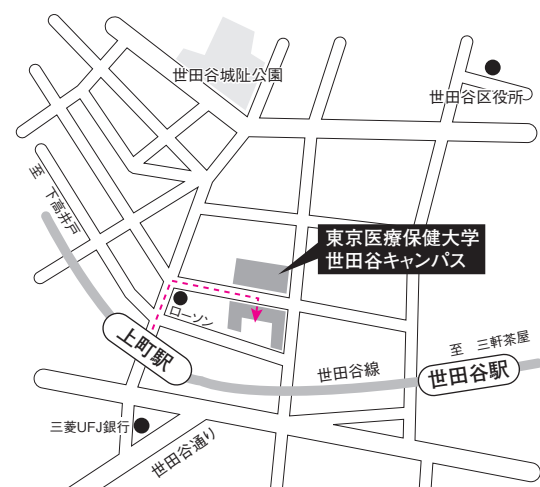 世田谷城趾公園
世田谷区役所
至 下高井戸
東京医療保健大学
世田谷キャンパス
ローソン
上町駅
至 三軒茶屋
世田谷線
世田谷駅
三菱UFJ銀行
世田谷通り